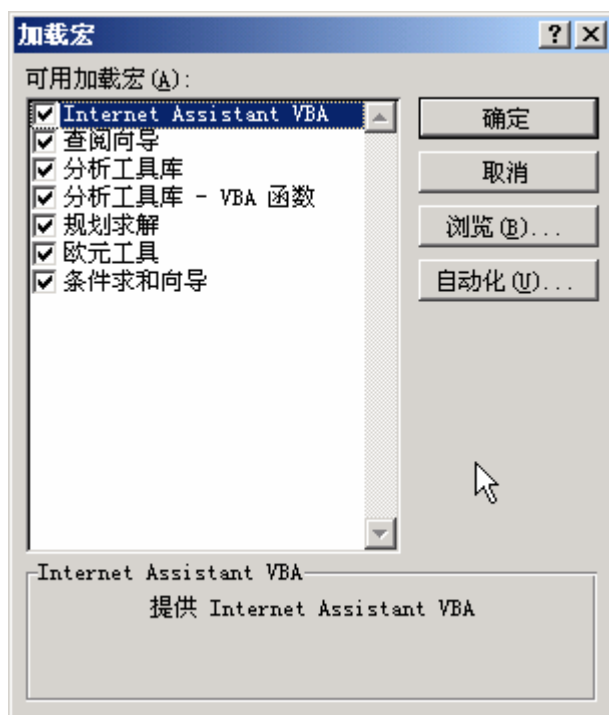 加载宏
可用加载宏(A):
Internet Assistant VBA
查阅向导
分析工具库
分析工具库 - VBA 函数
规划求解
欧元工具
条件求和向导
确定
取消
浏览(B)...
自动化(U)...
Internet Assistant VBA
提供 Internet Assistant VBA